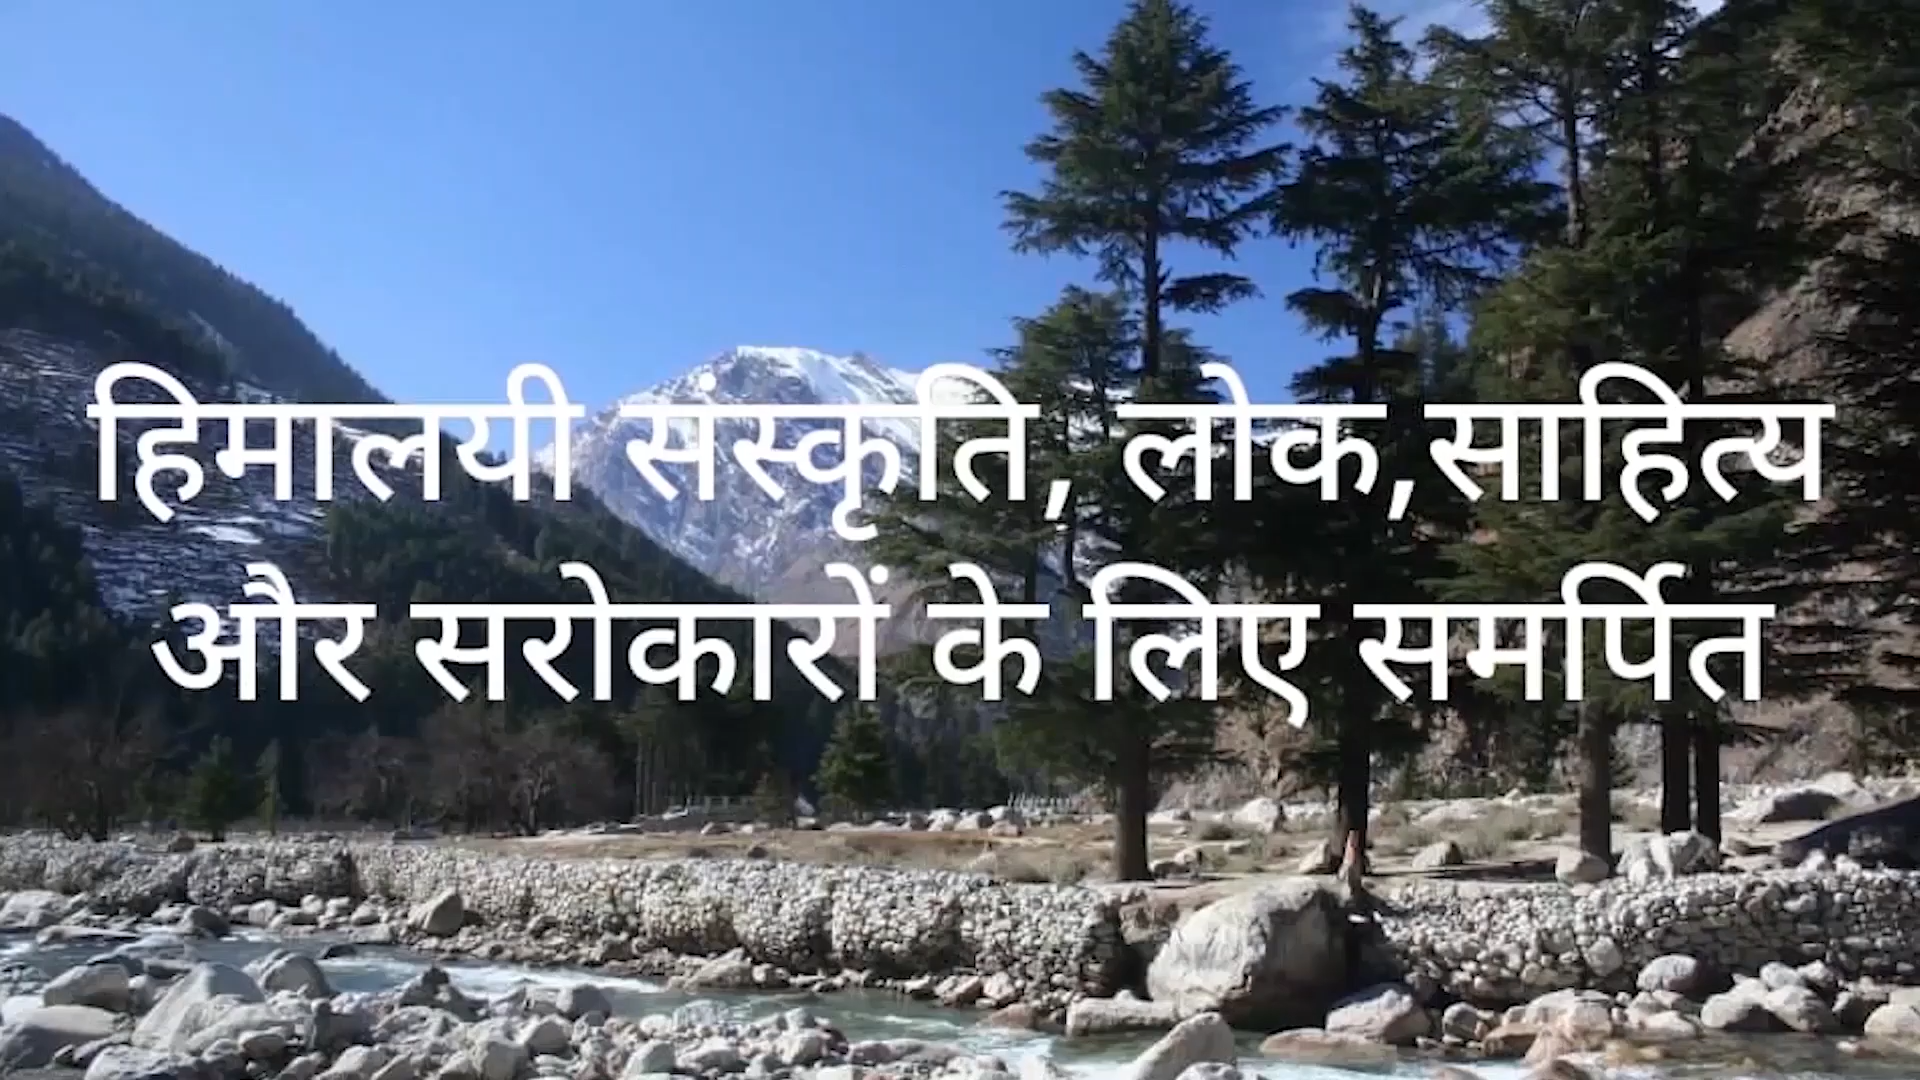 हिमालयी संस्कृति, लोक,साहित्य
और सरोकारों के लिए समर्पित